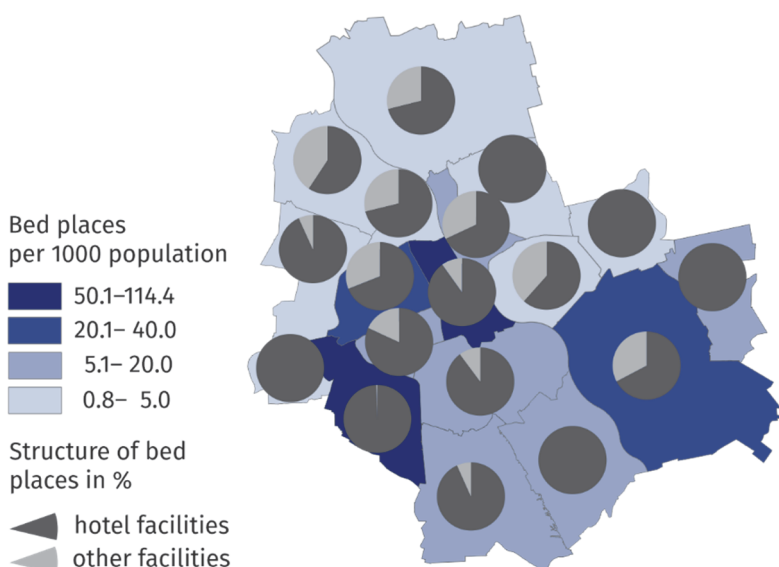 Bed places
per 1000 population
50.1–114.4
20.1– 40.0
5.1– 20.0
0.8– 5.0
Structure of bed
places in %
hotel facilities
other facilities